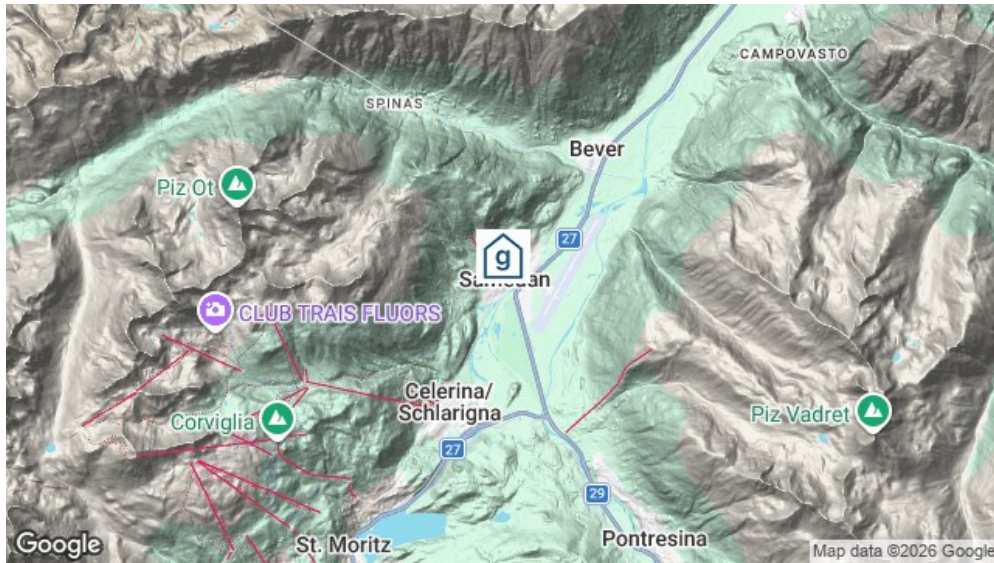 CAMPOVASTO
SPINAS
Bever
Piz Ot
27
g
Samedan
CLUB TRAIS FLUORS
Celerina/
Schlarigna
Corviglia
Piz Vadret
27
29
St. Moritz
Pontresina
Google
Map data ©2026 Google